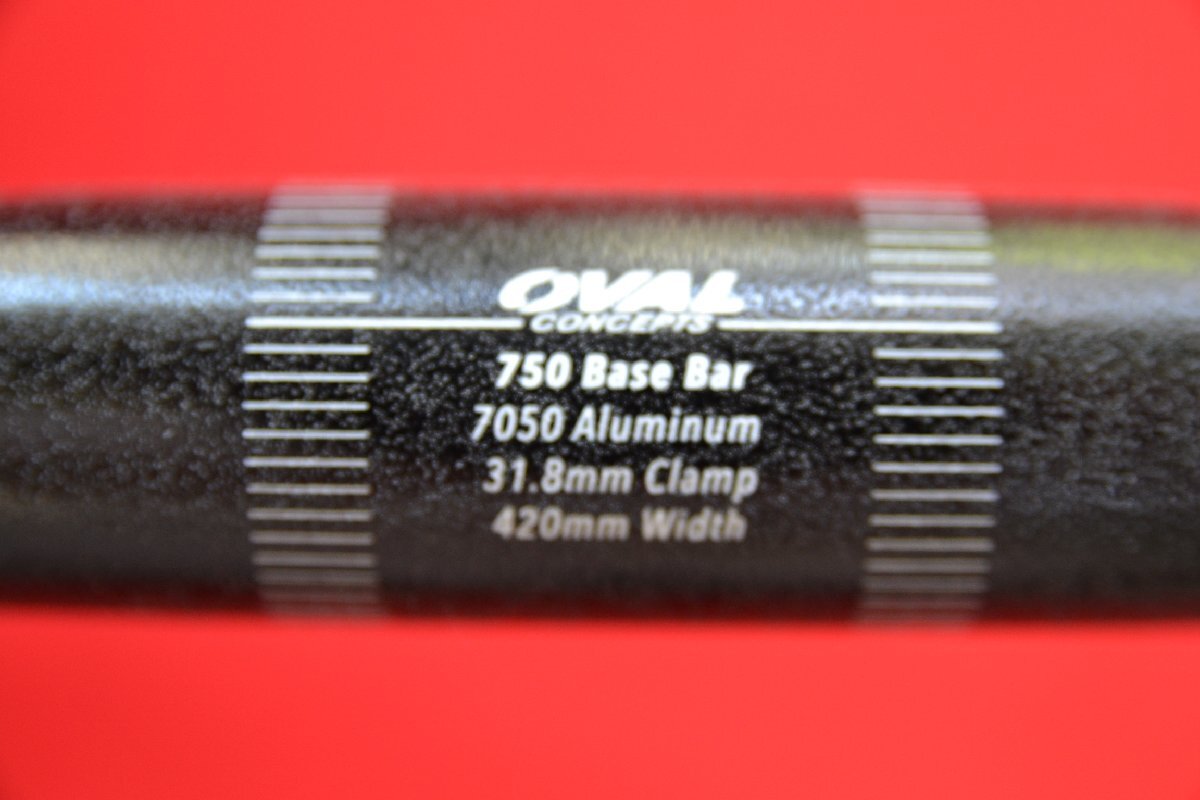 OVAL
CONCEPTS
750 Base Bar
7050 Aluminum
31.8mm Clamp
420mm Width